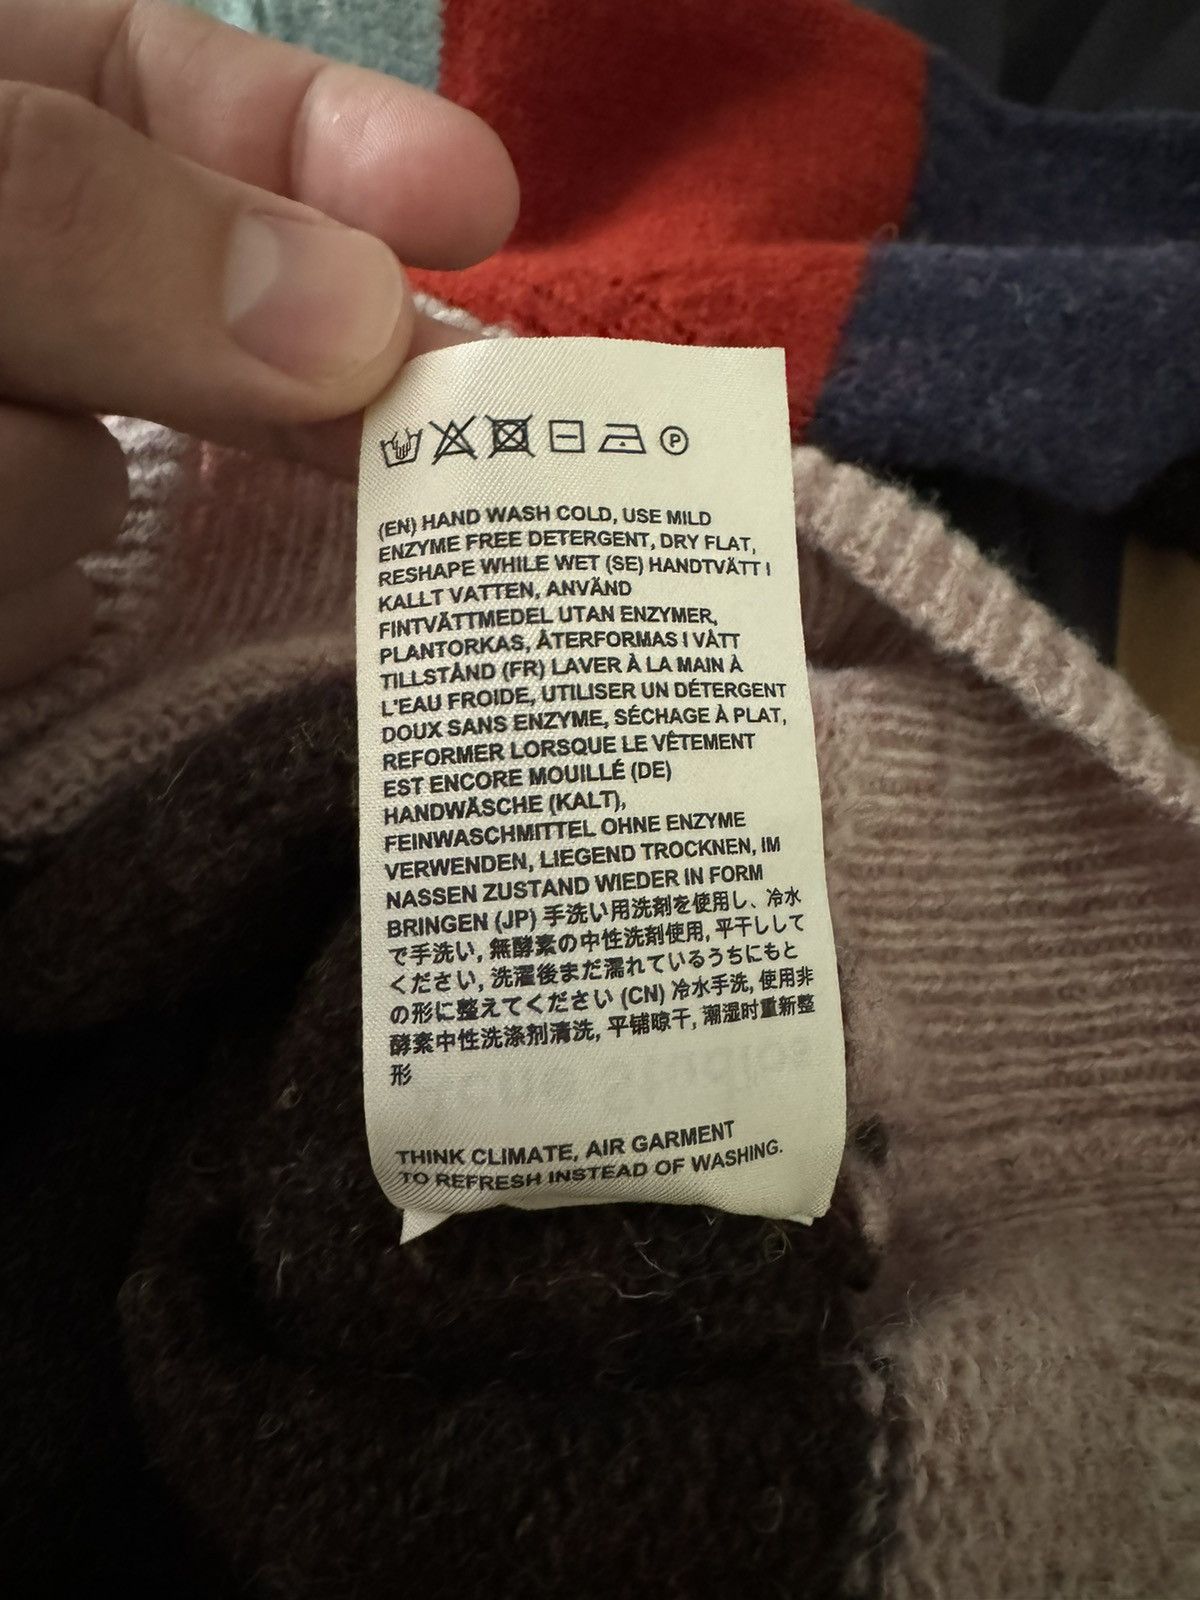 P
(EN) HAND WASH COLD, USE MILD
ENZYME FREE DETERGENT, DRY FLAT,
RESHAPE WHILE WET (SE) HANDTVÄTT I
KALLT VATTEN, ANVÄND
FINTVÄTTMEDEL UTAN ENZYMER,
PLANTORKAS, ÅTERFORMAS I VÅTT
TILLSTÅND (FR) LAVER À LA MAIN À
L'EAU FROIDE, UTILISER UN DÉTERGENT
DOUX SANS ENZYME, SÉCHAGE À PLAT,
REFORMER LORSQUE LE VÊTEMENT
EST ENCORE MOUILLÉ (DE)
HANDWÄSCHE (KALT),
FEINWASCHMITTEL OHNE ENZYME
VERWENDEN, LIEGEND TROCKNEN, IM
NASSEN ZUSTAND WIEDER IN FORM
BRINGEN (JP) 手洗い用洗剤を使用し、冷水
で手洗い, 無酵素の中性洗剤使用, 平干しして
ください, 洗濯後まだ濡れているうちにもと
の形に整えてください (CN) 冷水手洗, 使用非
酵素中性洗涤剂清洗, 平铺晾干, 潮湿时重新整
形
THINK CLIMATE, AIR GARMENT
TO REFRESH INSTEAD OF WASHING.